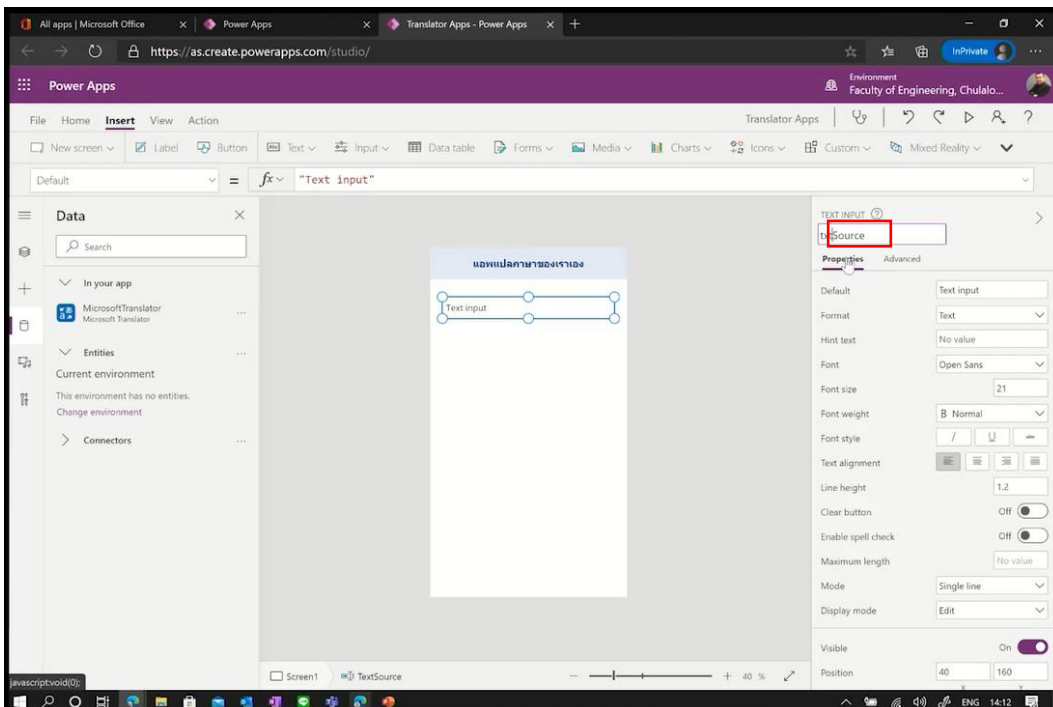 All apps | Microsoft Office
Power Apps
Translator Apps - Power Apps
https://as.create.powerapps.com/studio/
InPrivate
Power Apps
Environment
Faculty of Engineering, Chulalo...
File Home Insert View Action
Translator Apps
New screen Label Button Text Input Data table Forms Media Charts Icons Custom Mixed Reality
Default = fx "Text input"
Data
Search
In your app
MicrosoftTranslator
Microsoft Translator
Entities
Current environment
This environment has no entities.
Change environment
Connectors
แอพแปลภาษาของเราเอง
Text input
TEXT INPUT
txtSource
Properties Advanced
Default Text input
Format Text
Hint text No value
Font Open Sans
Font size 21
Font weight B Normal
Font style / U abc
Text alignment
Line height 1.2
Clear button Off
Enable spell check Off
Maximum length No value
Mode Single line
Display mode Edit
Visible On
Position 40 160
X Y
Screen1 TextSource
40 %
javascript:void(0);
ENG 14:12